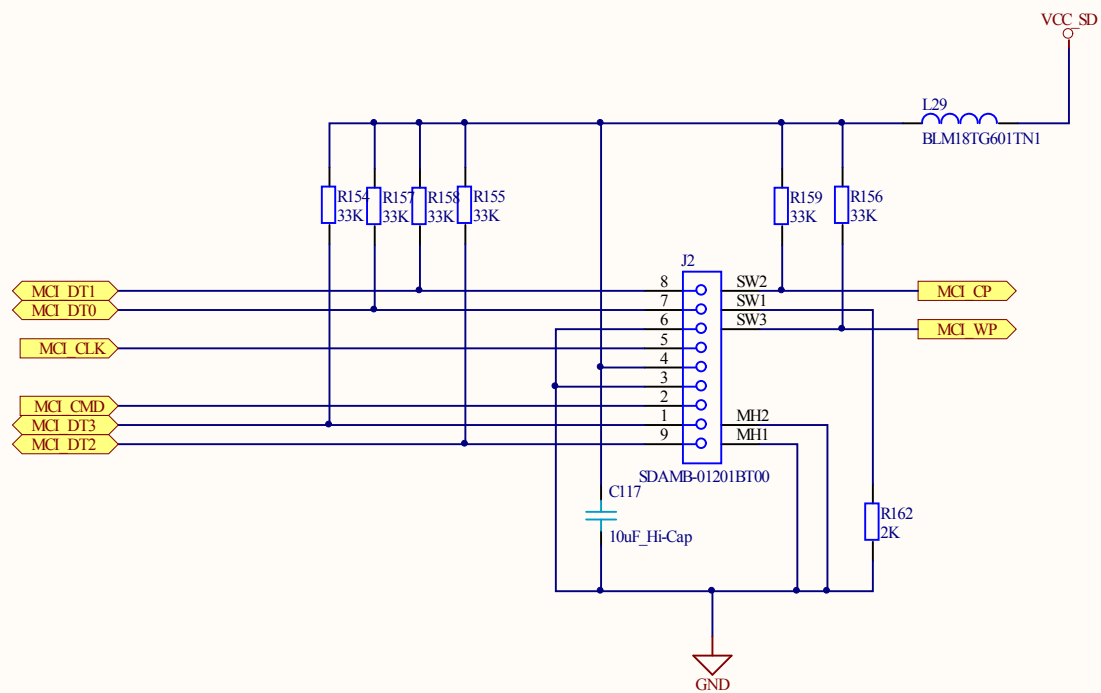 VCC_SD
L29
BLM18TG601TN1
R154
33K
R157
33K
R158
33K
R155
33K
R159
33K
R156
33K
J2
MCI_DT1
8
SW2
MCI_CP
MCI_DT0
7
SW1
6
SW3
MCI_WP
MCI_CLK
5
4
3
MCI_CMD
2
MCI_DT3
1
MH2
MCI_DT2
9
MH1
SDAMB-01201BT00
C117
10uF_Hi-Cap
R162
2K
GND